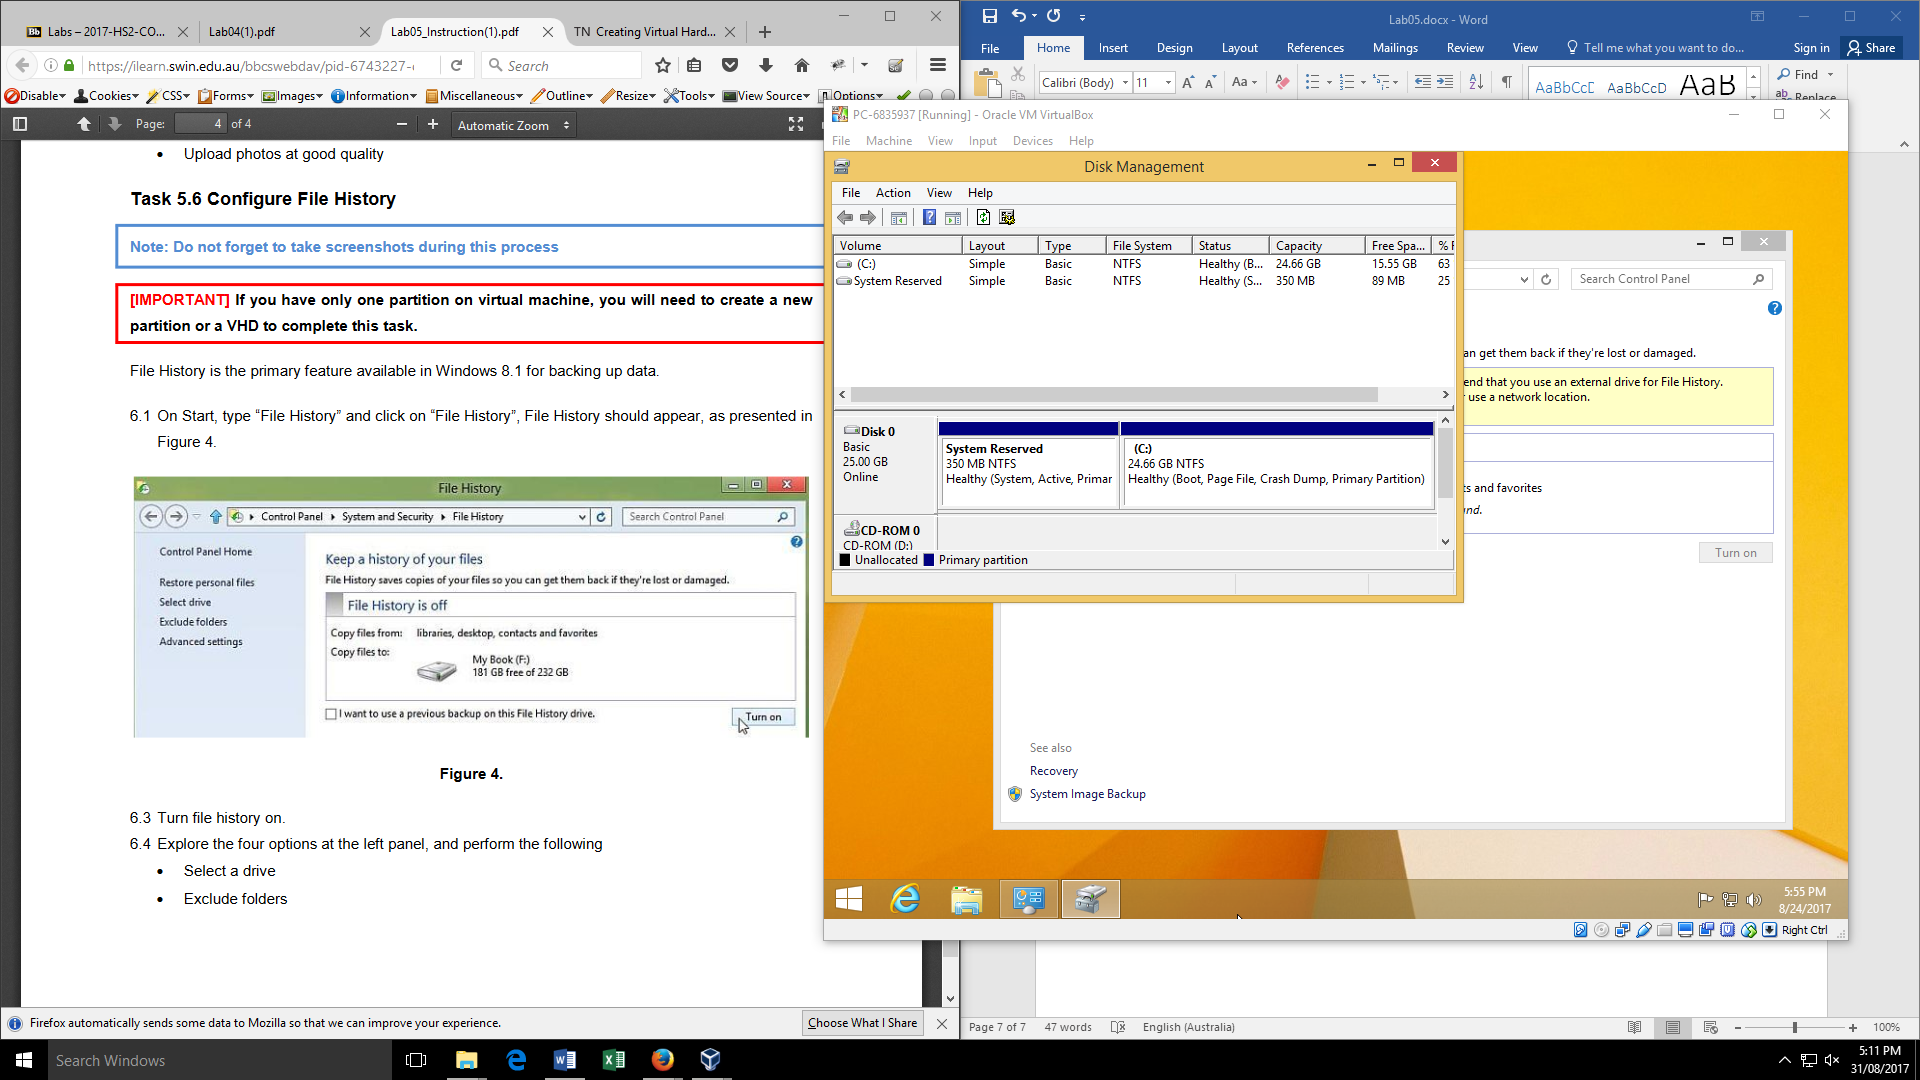 Labs – 2017-HS2-CO...
Lab04(1).pdf
Lab05_Instruction(1).pdf
TN Creating Virtual Hard...
https://ilearn.swin.edu.au/bbcswebdav/pid-6743227-
Search
Disable Cookies CSS Forms Images Information Miscellaneous Outline Resize Tools View Source Options
Page: 4 of 4
Automatic Zoom
• Upload photos at good quality
Task 5.6 Configure File History
Note: Do not forget to take screenshots during this process
[IMPORTANT] If you have only one partition on virtual machine, you will need to create a new
partition or a VHD to complete this task.
File History is the primary feature available in Windows 8.1 for backing up data.
6.1 On Start, type “File History” and click on “File History”, File History should appear, as presented in
Figure 4.
File History
Control Panel System and Security File History
Search Control Panel
Control Panel Home
Restore personal files
Select drive
Exclude folders
Advanced settings
Keep a history of your files
File History saves copies of your files so you can get them back if they're lost or damaged.
File History is off
Copy files from: libraries, desktop, contacts and favorites
Copy files to:
My Book (F:)
181 GB free of 232 GB
I want to use a previous backup on this File History drive.
Turn on
Figure 4.
6.3 Turn file history on.
6.4 Explore the four options at the left panel, and perform the following
• Select a drive
• Exclude folders
Firefox automatically sends some data to Mozilla so that we can improve your experience.
Choose What I Share
Lab05.docx - Word
File Home Insert Design Layout References Mailings Review View Tell me what you want to do... Sign in Share
Calibri (Body) 11
AaBbCcDc AaBbCcD AaB
Find
Replace
PC-6835937 [Running] - Oracle VM VirtualBox
File Machine View Input Devices Help
Disk Management
File Action View Help
Volume Layout Type File System Status Capacity Free Spa... % F
(C:) Simple Basic NTFS Healthy (B... 24.66 GB 15.55 GB 63
System Reserved Simple Basic NTFS Healthy (S... 350 MB 89 MB 25
Disk 0
Basic
25.00 GB
Online
System Reserved
350 MB NTFS
Healthy (System, Active, Primar
(C:)
24.66 GB NTFS
Healthy (Boot, Page File, Crash Dump, Primary Partition)
CD-ROM 0
CD-ROM (D:)
Unallocated Primary partition
Search Control Panel
an get them back if they're lost or damaged.
end that you use an external drive for File History.
use a network location.
ts and favorites
nd.
Turn on
See also
Recovery
System Image Backup
5:55 PM
8/24/2017
Right Ctrl
Page 7 of 7 47 words English (Australia)
100%
Search Windows
5:11 PM
31/08/2017